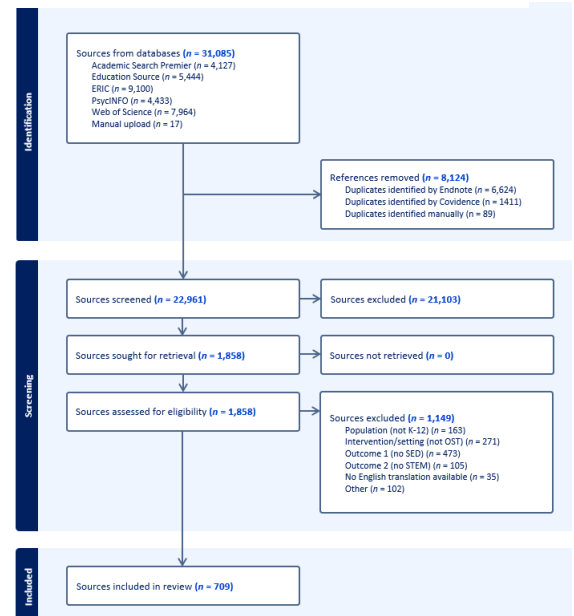 Identification
Sources from databases (n = 31,085)
Academic Search Premier (n = 4,127)
Education Source (n = 5,444)
ERIC (n = 9,100)
PsycINFO (n = 4,433)
Web of Science (n = 7,964)
Manual upload (n = 17)
References removed (n = 8,124)
Duplicates identified by Endnote (n = 6,624)
Duplicates identified by Covidence (n = 1411)
Duplicates identified manually (n = 89)
Screening
Sources screened (n = 22,961)
Sources excluded (n = 21,103)
Sources sought for retrieval (n = 1,858)
Sources not retrieved (n = 0)
Sources assessed for eligibility (n = 1,858)
Sources excluded (n = 1,149)
Population (not K-12) (n = 163)
Intervention/setting (not OST) (n = 271)
Outcome 1 (no SED) (n = 473)
Outcome 2 (no STEM) (n = 105)
No English translation available (n = 35)
Other (n = 102)
Included
Sources included in review (n = 709)